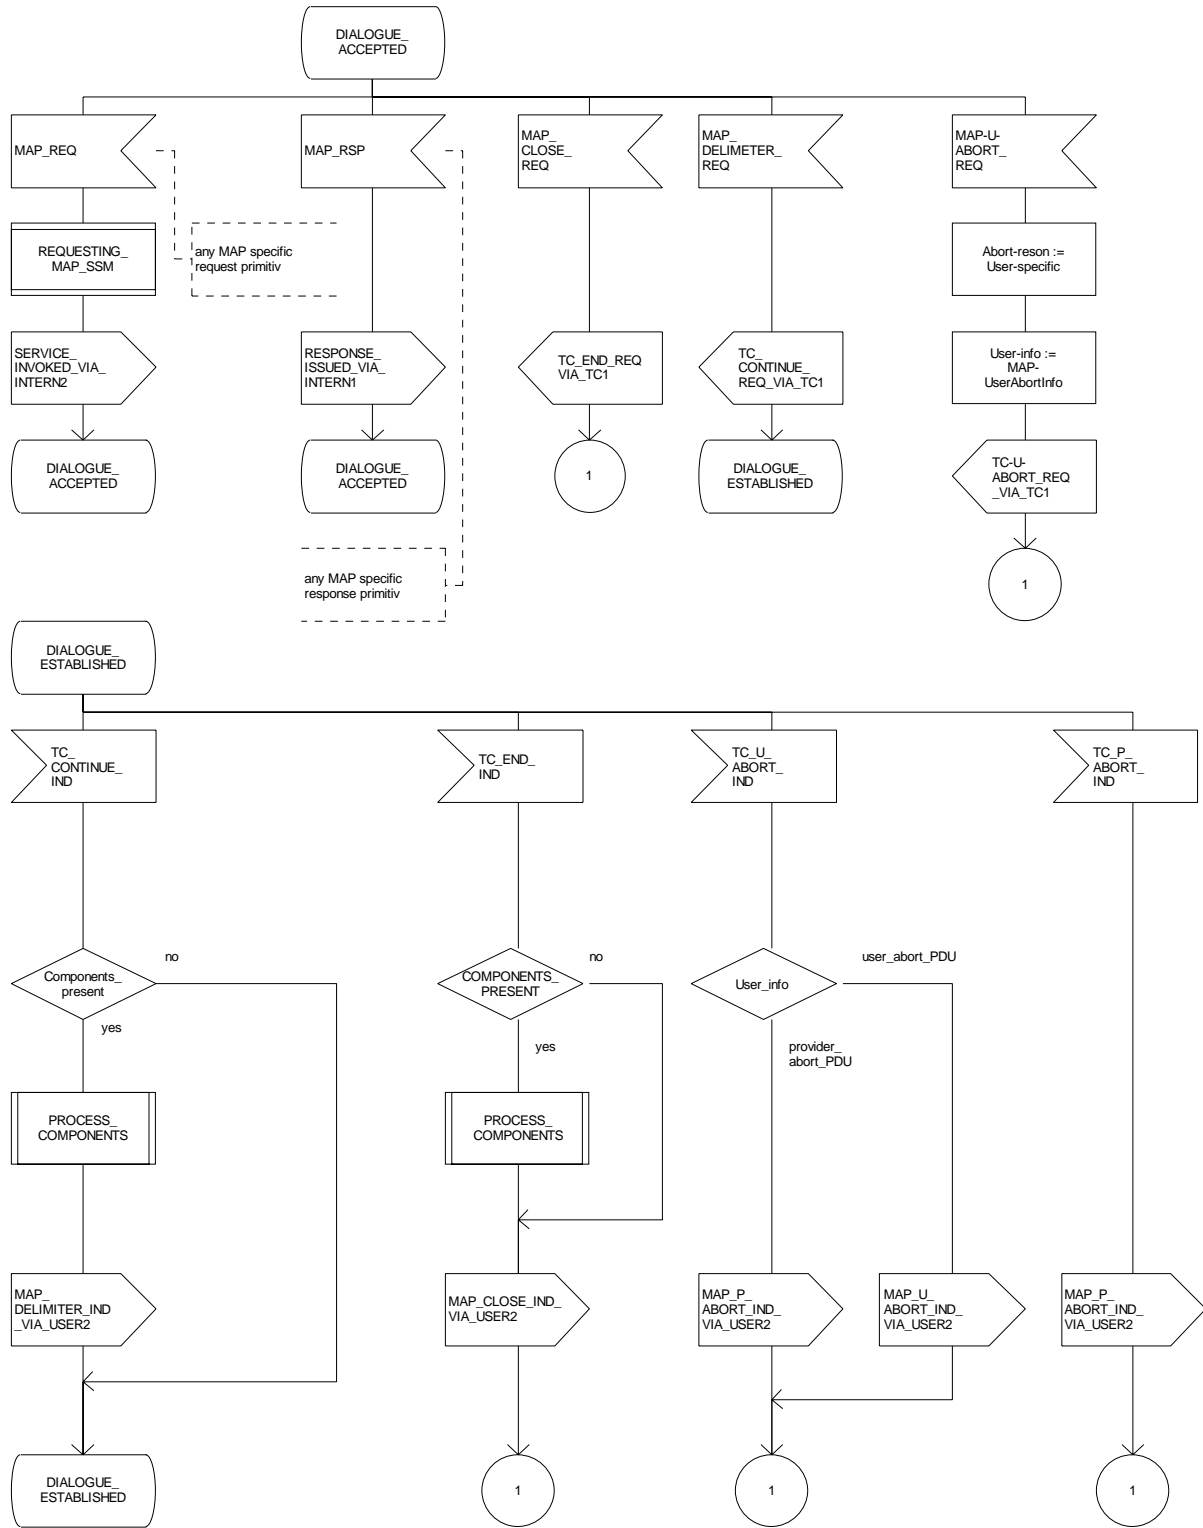 DIALOGUE_
ACCEPTED
MAP_REQ
MAP_RSP
MAP_
CLOSE_
REQ
MAP_
DELIMETER_
REQ
MAP-U-
ABORT_
REQ
REQUESTING_
MAP_SSM
any MAP specific
request primitiv
Abort-reson :=
User-specific
SERVICE_
INVOKED_VIA_
INTERN2
RESPONSE_
ISSUED_VIA_
INTERN1
TC_END_REQ
VIA_TC1
TC_
CONTINUE_
REQ_VIA_TC1
User-info :=
MAP-
UserAbortInfo
DIALOGUE_
ACCEPTED
DIALOGUE_
ACCEPTED
1
DIALOGUE_
ESTABLISHED
TC-U-
ABORT_REQ
_VIA_TC1
any MAP specific
response primitiv
1
DIALOGUE_
ESTABLISHED
TC_
CONTINUE_
IND
TC_END_
IND
TC_U_
ABORT_
IND
TC_P_
ABORT_
IND
Components_
present
no
yes
COMPONENTS_
PRESENT
no
yes
User_info
user_abort_PDU
provider_
abort_PDU
PROCESS_
COMPONENTS
PROCESS_
COMPONENTS
MAP_
DELIMITER_IND
_VIA_USER2
MAP_CLOSE_IND_
VIA_USER2
MAP_P_
ABORT_IND_
VIA_USER2
MAP_U_
ABORT_IND_
VIA_USER2
MAP_P_
ABORT_IND_
VIA_USER2
DIALOGUE_
ESTABLISHED
1
1
1